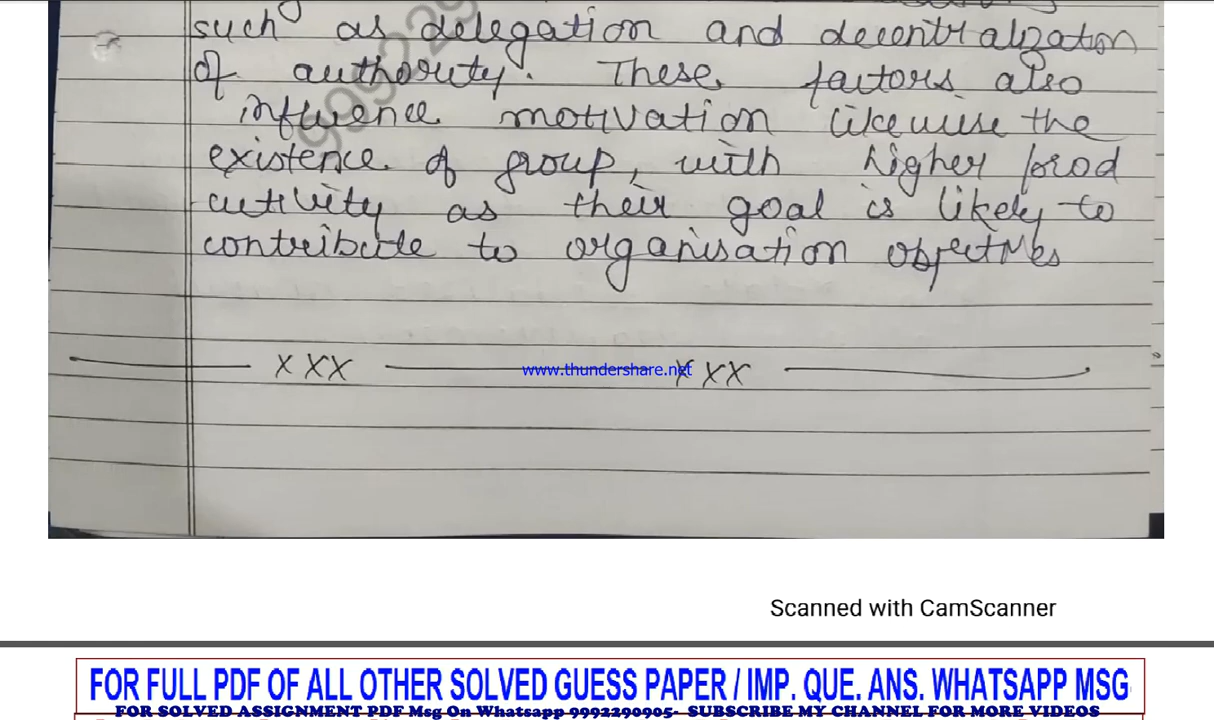 such as delegation and decentralization
of authority. These factors also
influence motivation likewise the
existence of group, with higher prod
uctivity as their goal is likely to
contribute to organisation objectives
x xx x xx
www.thundershare.net
Scanned with CamScanner
FOR FULL PDF OF ALL OTHER SOLVED GUESS PAPER / IMP. QUE. ANS. WHATSAPP MSG
FOR SOLVED ASSIGNMENT PDF Msg On Whatsapp 9992290905- SUBSCRIBE MY CHANNEL FOR MORE VIDEOS